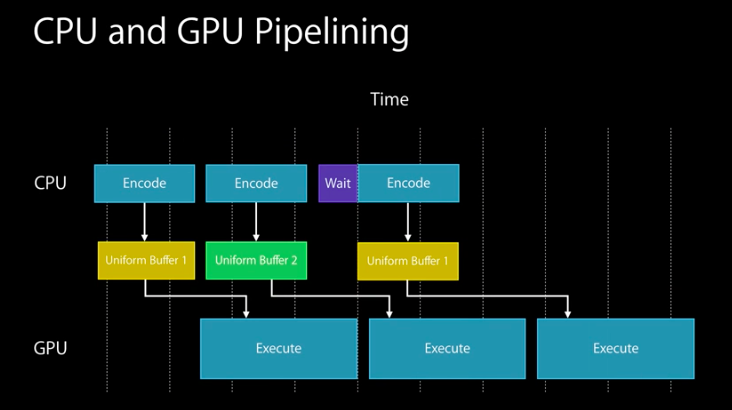 CPU and GPU Pipelining
Time
CPU
Encode
Encode
Wait
Encode
Uniform Buffer 1
Uniform Buffer 2
Uniform Buffer 1
GPU
Execute
Execute
Execute